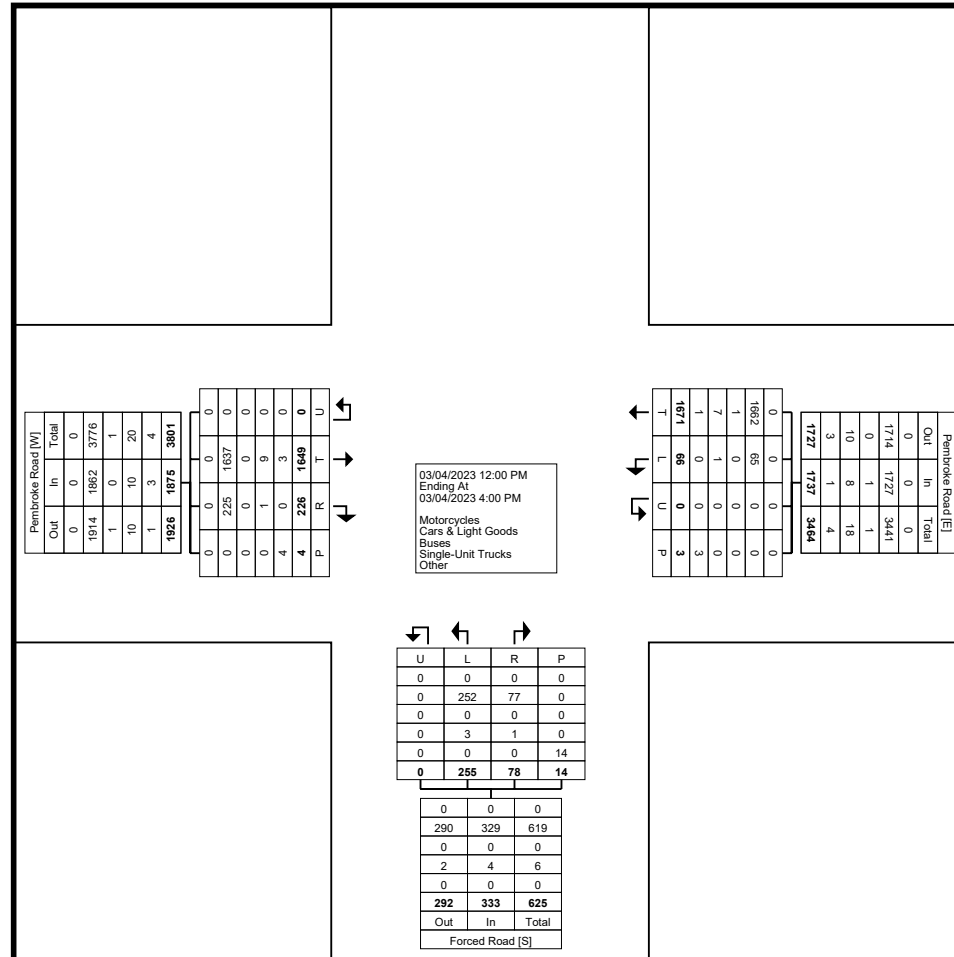 Pembroke Road [W]
Total In Out
0 0 0
3776 1862 1914
1 0 1
20 10 10
4 3 1
3801 1875 1926
0 0 0 0
0 1637 225 0
0 0 0 0
0 9 1 0
0 3 0 4
0 1649 226 4
U T R P
03/04/2023 12:00 PM
Ending At
03/04/2023 4:00 PM
Motorcycles
Cars & Light Goods
Buses
Single-Unit Trucks
Other
Pembroke Road [E]
Out In Total
0 0 0
1714 1727 3441
0 1 1
10 8 18
3 1 4
1727 1737 3464
0 0 0 0
1662 65 0 0
1 0 0 0
7 1 0 0
1 0 0 3
1671 66 0 3
T L U P
U L R P
0 0 0 0
0 252 77 0
0 0 0 0
0 3 1 0
0 0 0 14
0 255 78 14
0 0 0
290 329 619
0 0 0
2 4 6
0 0 0
292 333 625
Out In Total
Forced Road [S]